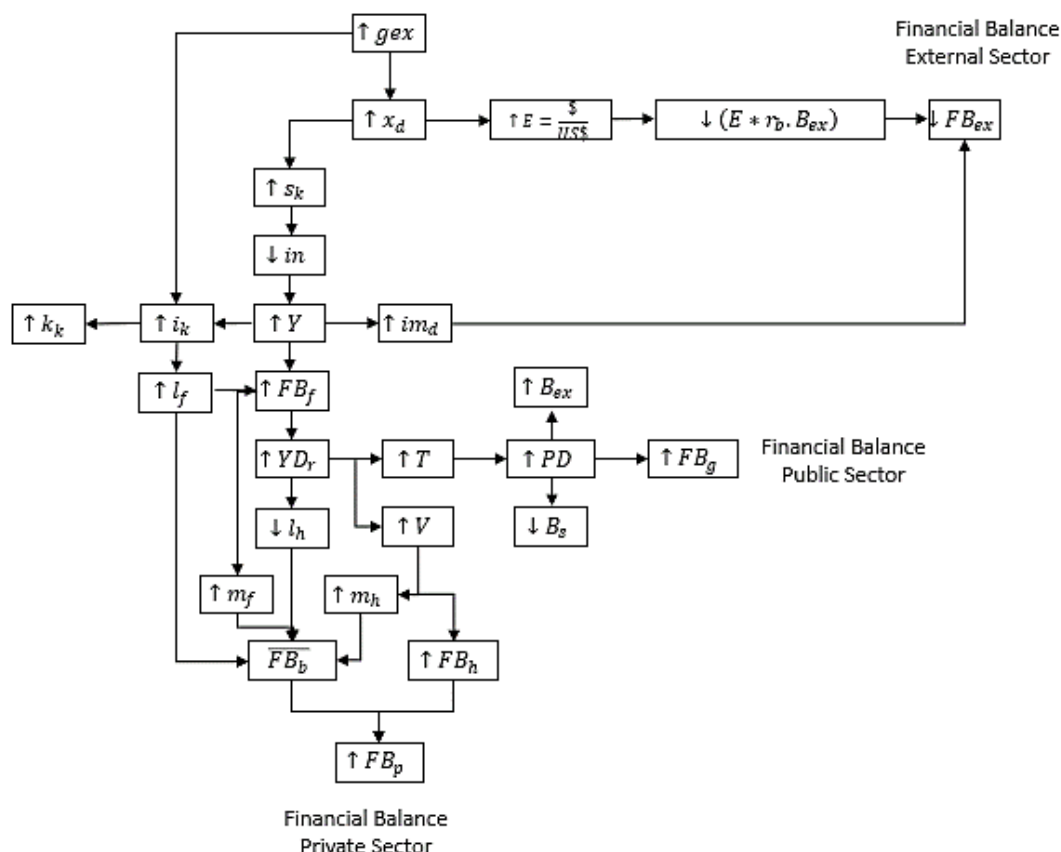 ↑ gex
Financial Balance
External Sector
↑ x_d
↑ E = $/US$
↓ (E * r_b. B_ex)
↓ FB_ex
↑ s_k
↓ in
↑ k_k
↑ i_k
↑ Y
↑ im_d
↑ l_f
↑ FB_f
↑ B_ex
↑ YD_r
↑ T
↑ PD
↑ FB_g
Financial Balance
Public Sector
↓ l_h
↑ V
↓ B_s
↑ m_f
↑ m_h
F̅B̅_b̅
↑ FB_h
↑ FB_p
Financial Balance
Private Sector